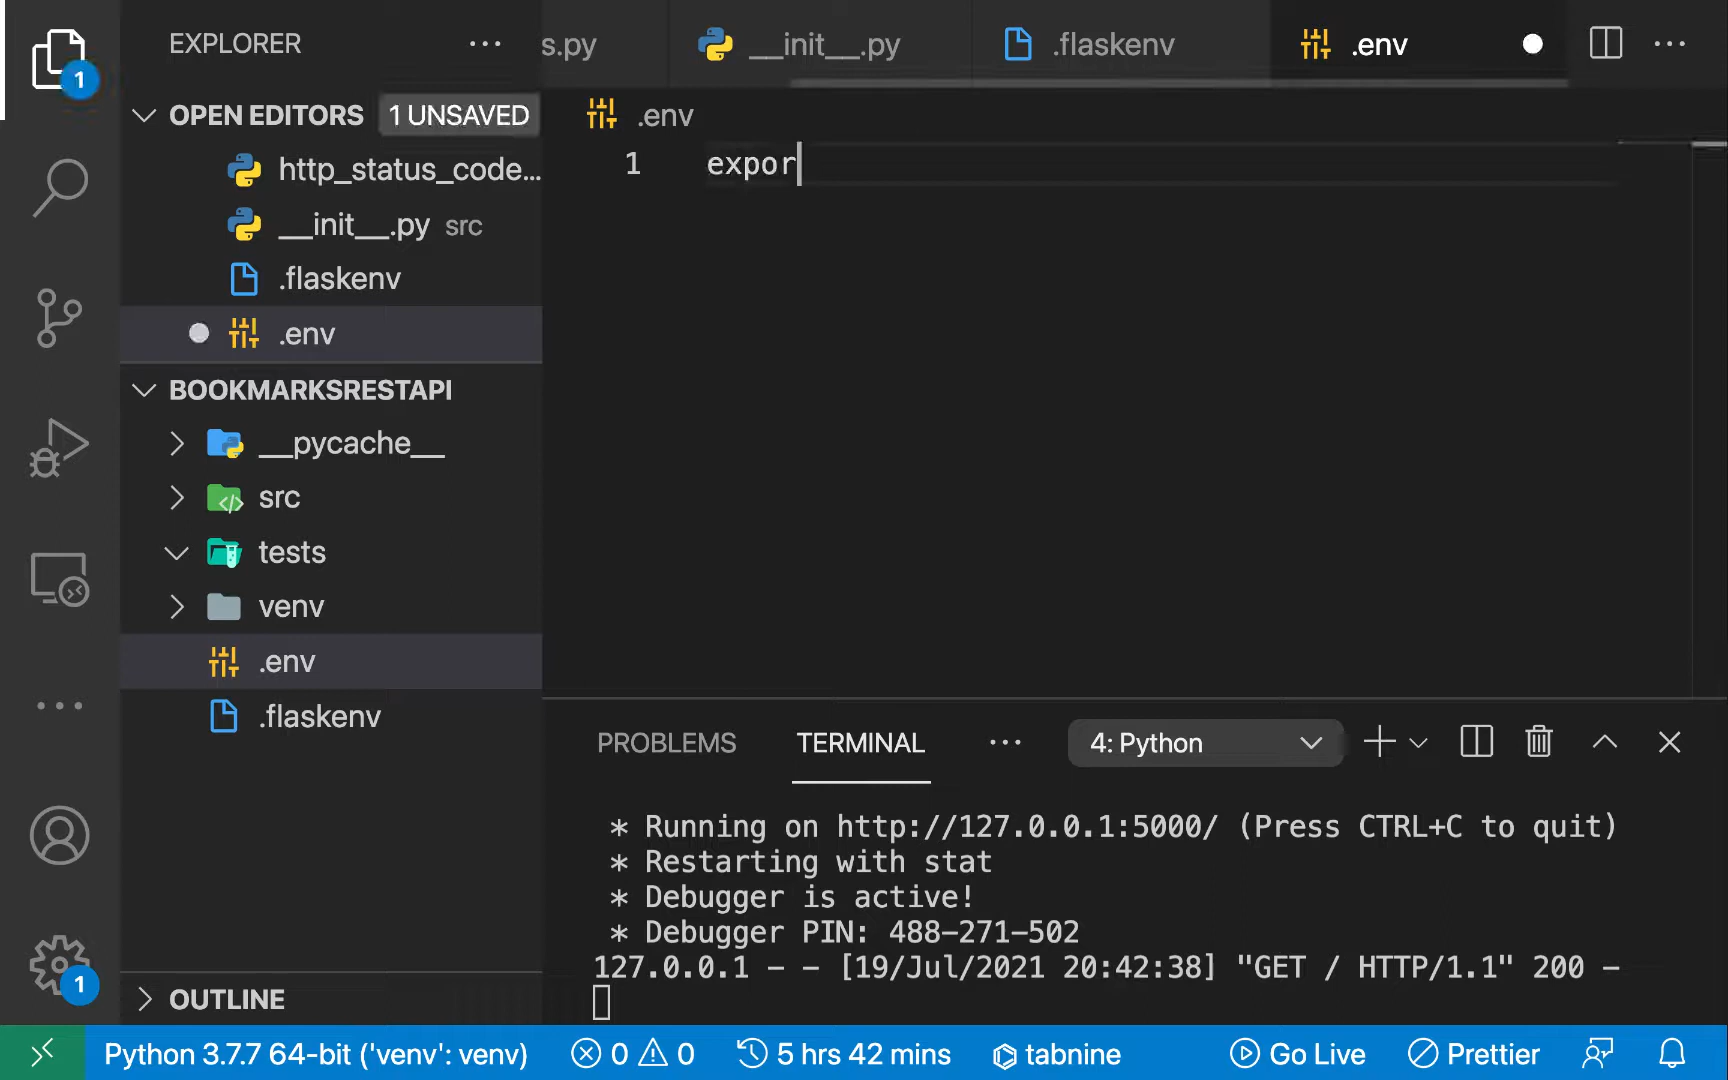 EXPLORER
s.py
__init__.py
.flaskenv
.env
1
OPEN EDITORS
1 UNSAVED
http_status_code...
__init__.py src
.flaskenv
.env
BOOKMARKSRESTAPI
__pycache__
src
tests
venv
.env
.flaskenv
OUTLINE
.env
1 expor
PROBLEMS
TERMINAL
4: Python
* Running on http://127.0.0.1:5000/ (Press CTRL+C to quit)
* Restarting with stat
* Debugger is active!
* Debugger PIN: 488-271-502
127.0.0.1 - - [19/Jul/2021 20:42:38] "GET / HTTP/1.1" 200 -
1
Python 3.7.7 64-bit ('venv': venv)
0
0
5 hrs 42 mins
tabnine
Go Live
Prettier